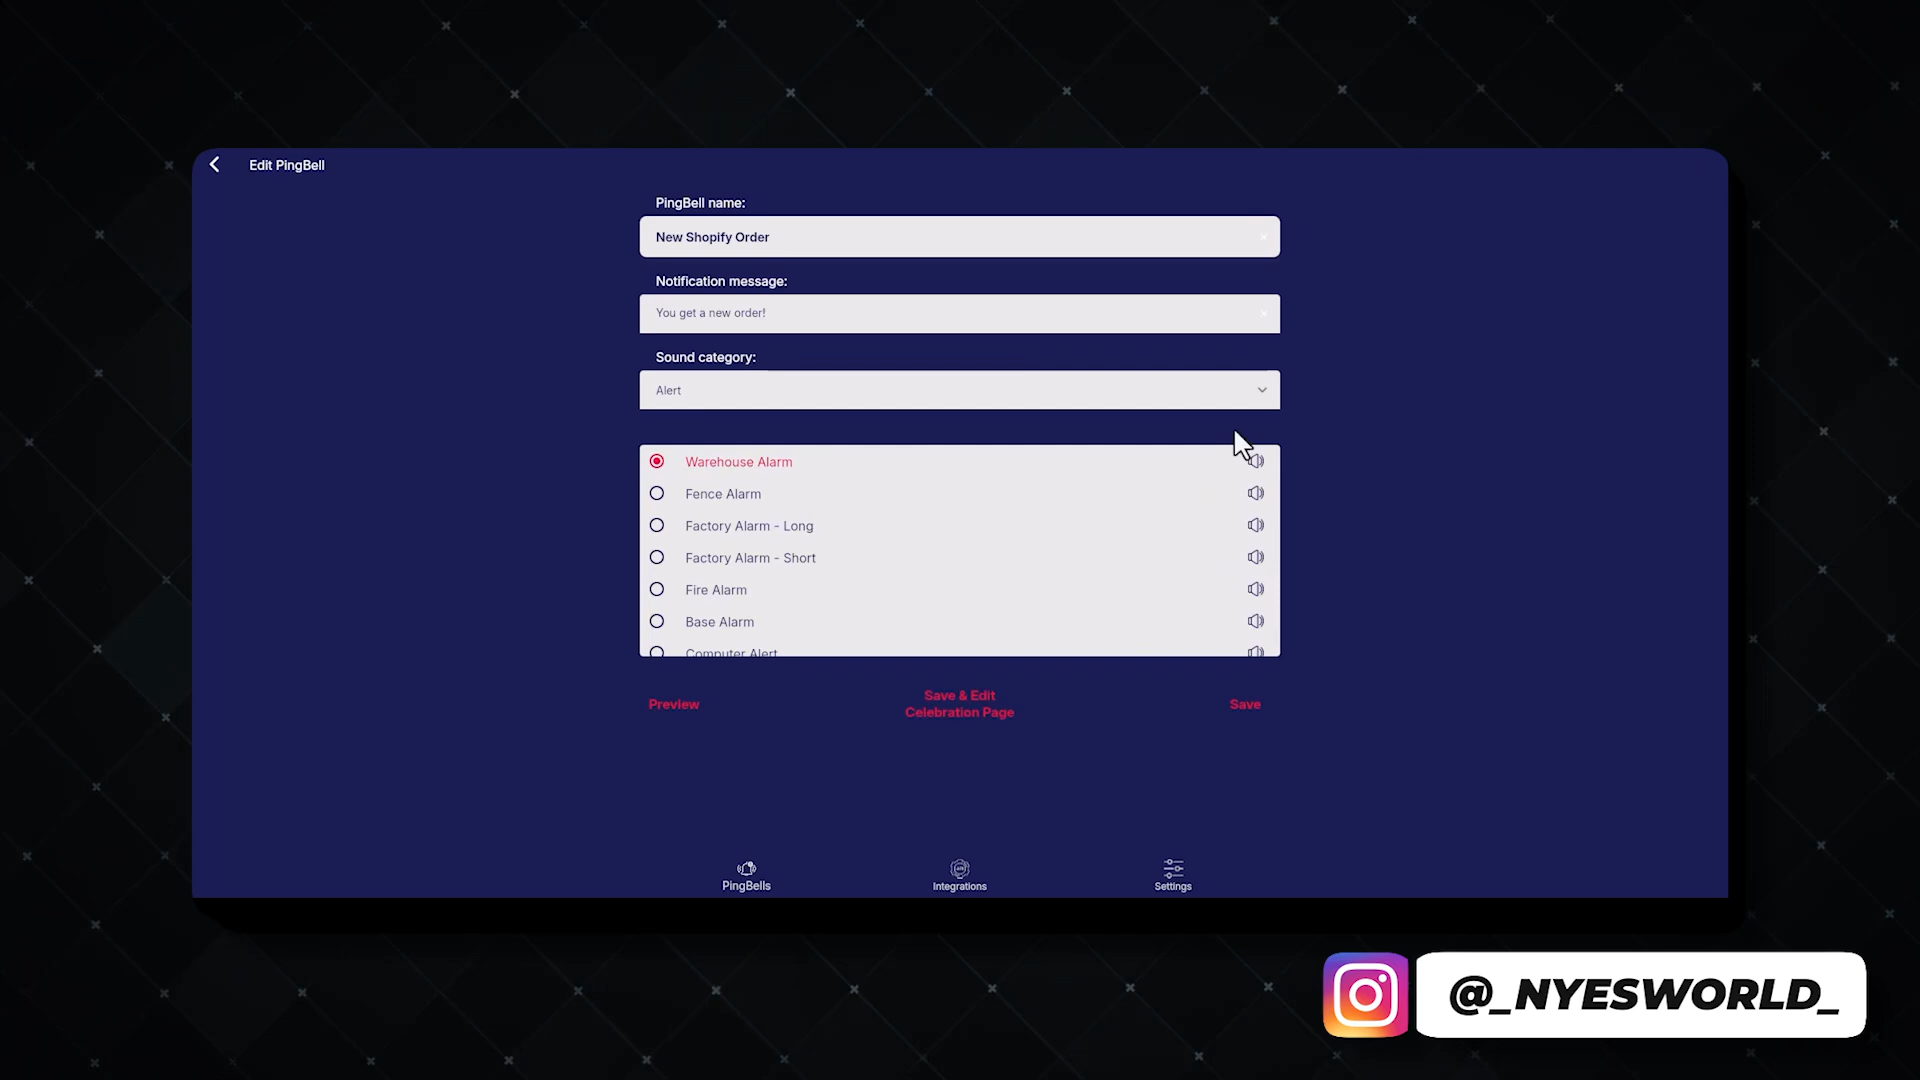 Edit PingBell
PingBell name:
New Shopify Order
Notification message:
You get a new order!
Sound category:
Alert
Warehouse Alarm
Fence Alarm
Factory Alarm - Long
Factory Alarm - Short
Fire Alarm
Base Alarm
Computer Alert
Preview
Save & Edit
Celebration Page
Save
PingBells
Integrations
Settings
@_NYESWORLD_